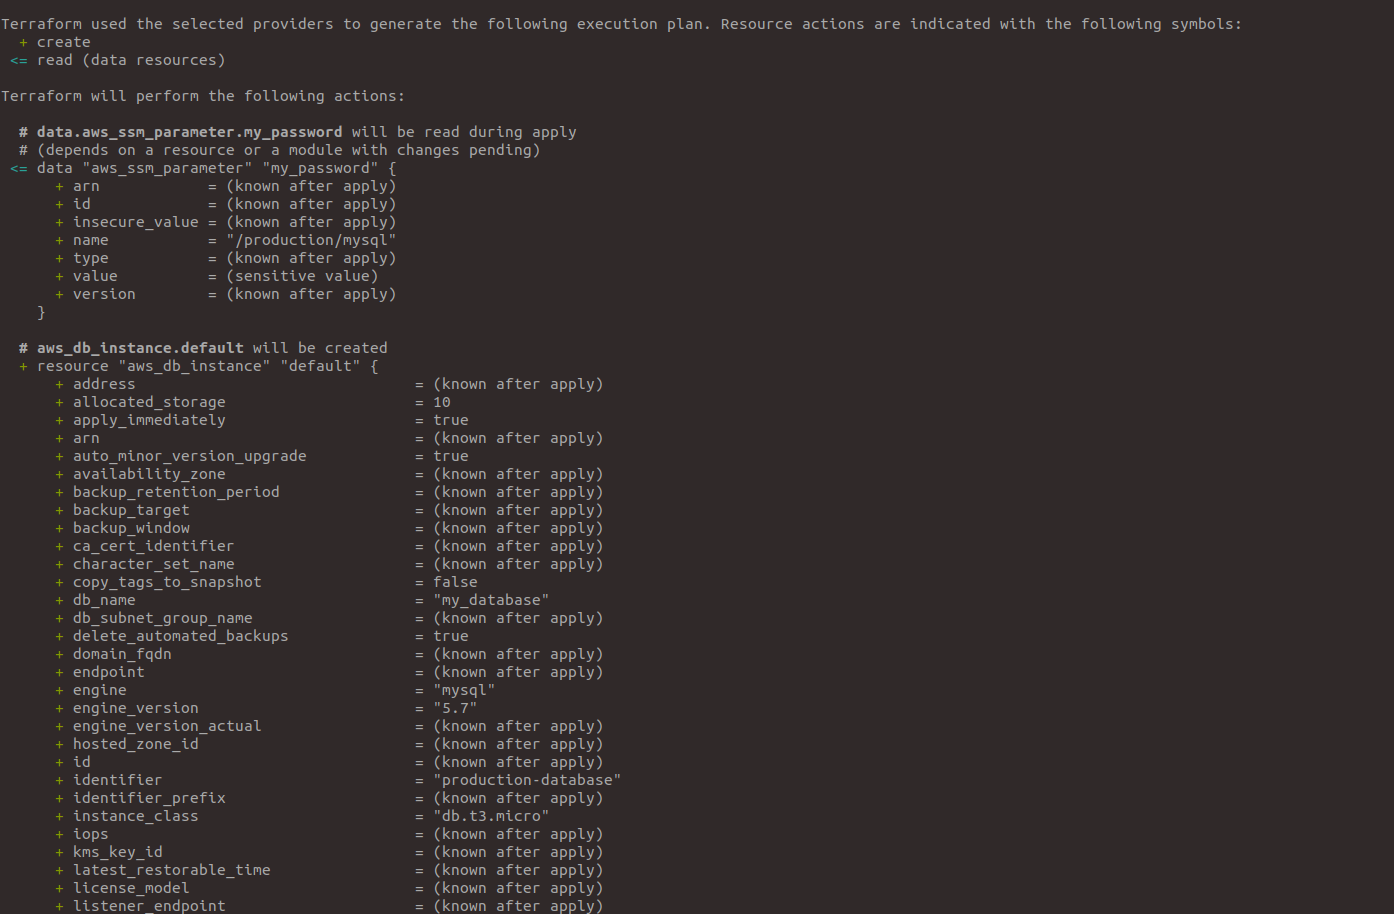 Terraform used the selected providers to generate the following execution plan. Resource actions are indicated with the following symbols:
  + create
 <= read (data resources)

Terraform will perform the following actions:

  # data.aws_ssm_parameter.my_password will be read during apply
  # (depends on a resource or a module with changes pending)
 <= data "aws_ssm_parameter" "my_password" {
      + arn            = (known after apply)
      + id             = (known after apply)
      + insecure_value = (known after apply)
      + name           = "/production/mysql"
      + type           = (known after apply)
      + value          = (sensitive value)
      + version        = (known after apply)
    }

  # aws_db_instance.default will be created
  + resource "aws_db_instance" "default" {
      + address                               = (known after apply)
      + allocated_storage                     = 10
      + apply_immediately                     = true
      + arn                                   = (known after apply)
      + auto_minor_version_upgrade            = true
      + availability_zone                     = (known after apply)
      + backup_retention_period               = (known after apply)
      + backup_target                         = (known after apply)
      + backup_window                         = (known after apply)
      + ca_cert_identifier                    = (known after apply)
      + character_set_name                    = (known after apply)
      + copy_tags_to_snapshot                 = false
      + db_name                               = "my_database"
      + db_subnet_group_name                  = (known after apply)
      + delete_automated_backups              = true
      + domain_fqdn                           = (known after apply)
      + endpoint                              = (known after apply)
      + engine                                = "mysql"
      + engine_version                        = "5.7"
      + engine_version_actual                 = (known after apply)
      + hosted_zone_id                        = (known after apply)
      + id                                    = (known after apply)
      + identifier                            = "production-database"
      + identifier_prefix                     = (known after apply)
      + instance_class                        = "db.t3.micro"
      + iops                                  = (known after apply)
      + kms_key_id                            = (known after apply)
      + latest_restorable_time                = (known after apply)
      + license_model                         = (known after apply)
      + listener_endpoint                     = (known after apply)